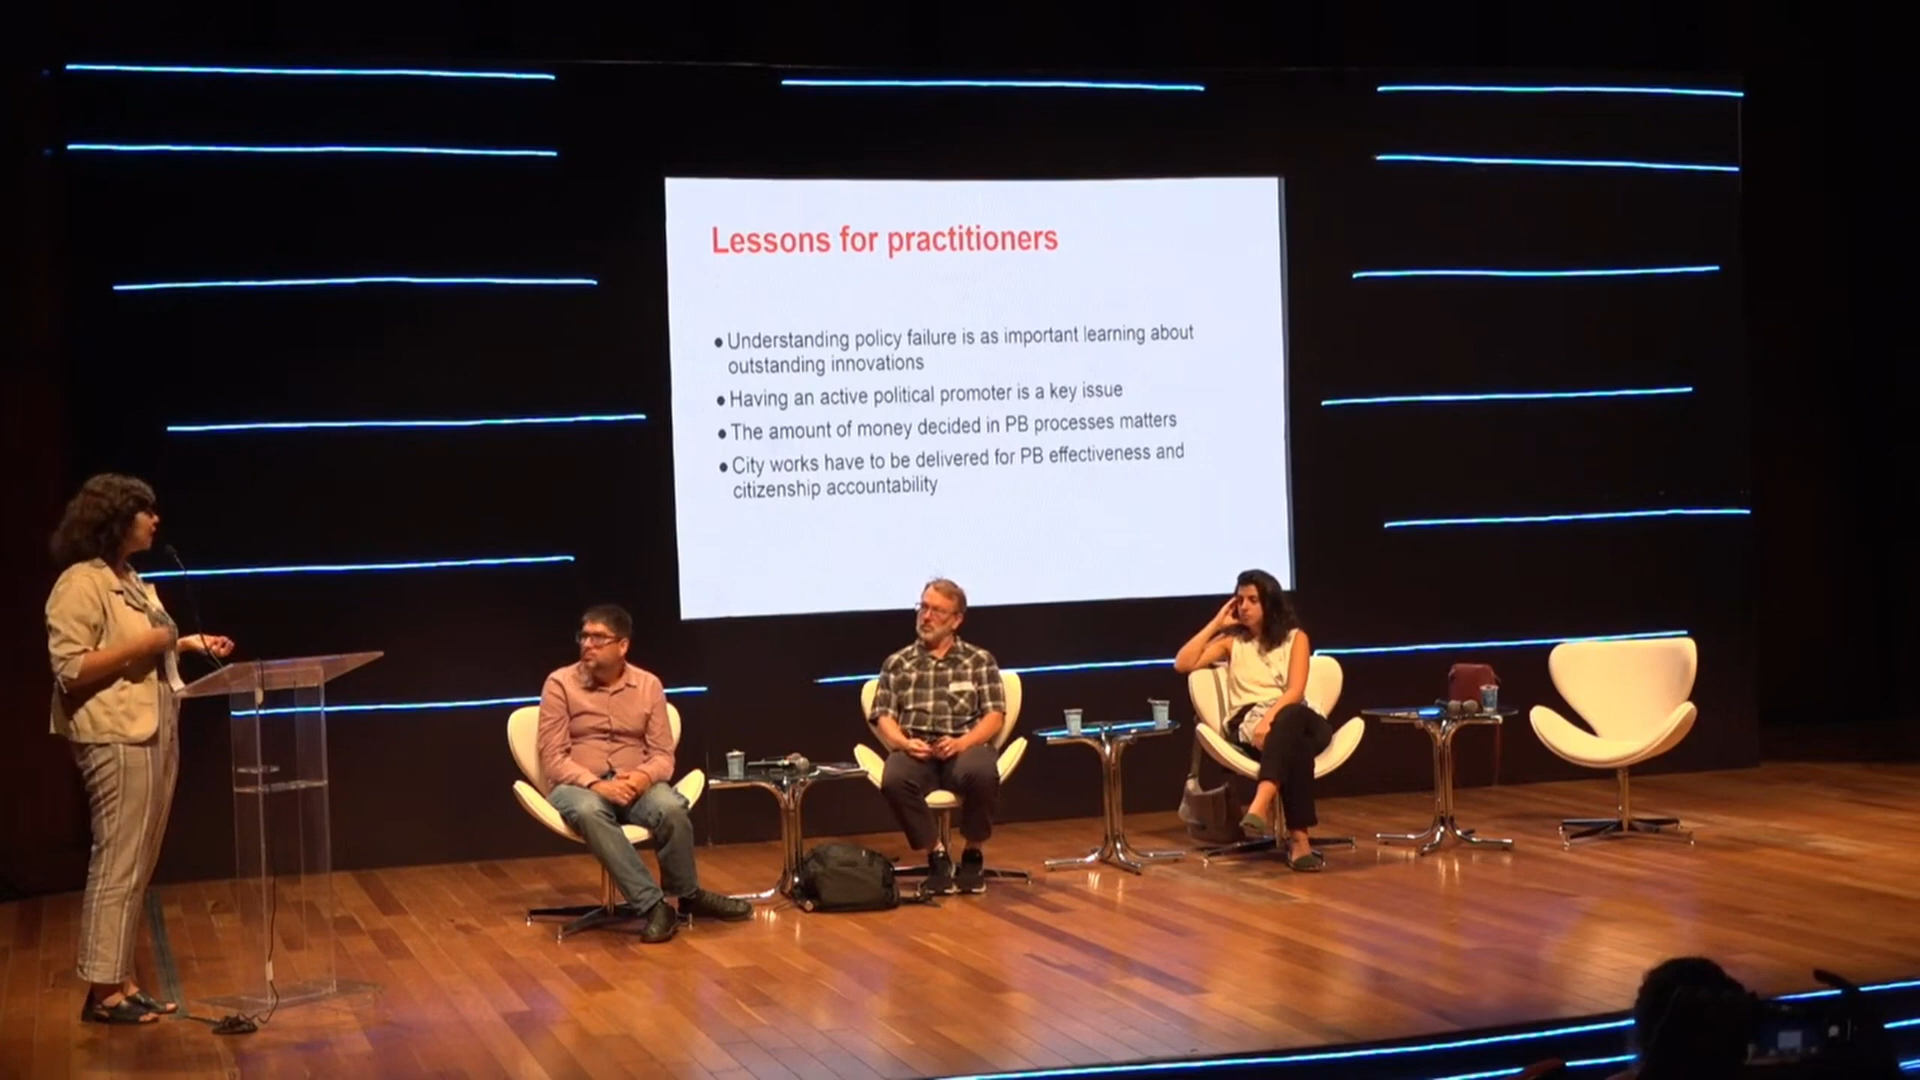 Lessons for practitioners
● Understanding policy failure is as important learning about
outstanding innovations
● Having an active political promoter is a key issue
● The amount of money decided in PB processes matters
● City works have to be delivered for PB effectiveness and
citizenship accountability